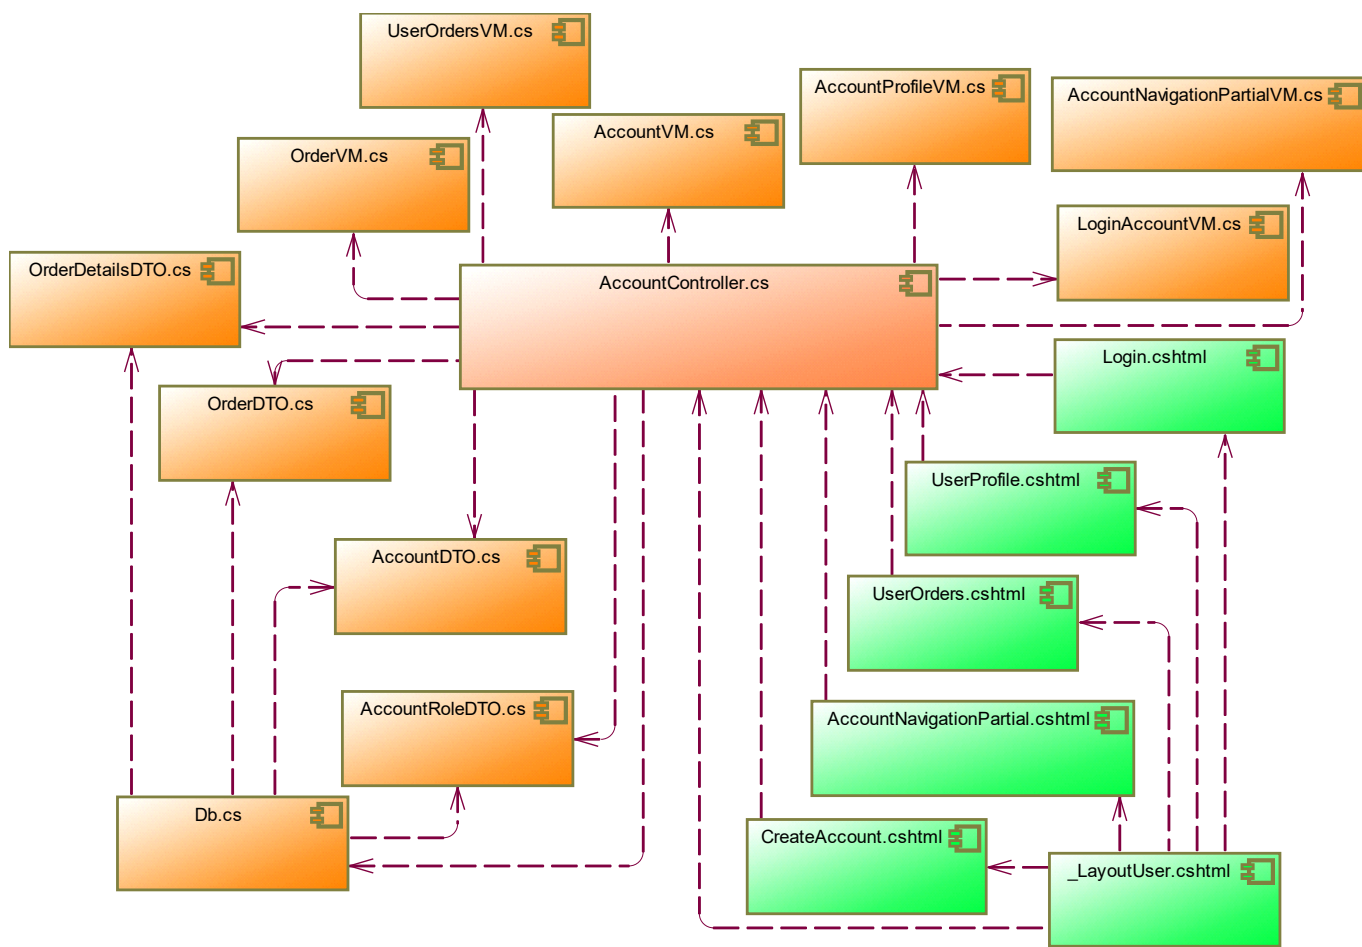 UserOrdersVM.cs
AccountProfileVM.cs
AccountNavigationPartialVM.cs
AccountVM.cs
OrderVM.cs
LoginAccountVM.cs
OrderDetailsDTO.cs
AccountController.cs
Login.cshtml
OrderDTO.cs
UserProfile.cshtml
AccountDTO.cs
UserOrders.cshtml
AccountRoleDTO.cs
AccountNavigationPartial.cshtml
Db.cs
CreateAccount.cshtml
_LayoutUser.cshtml